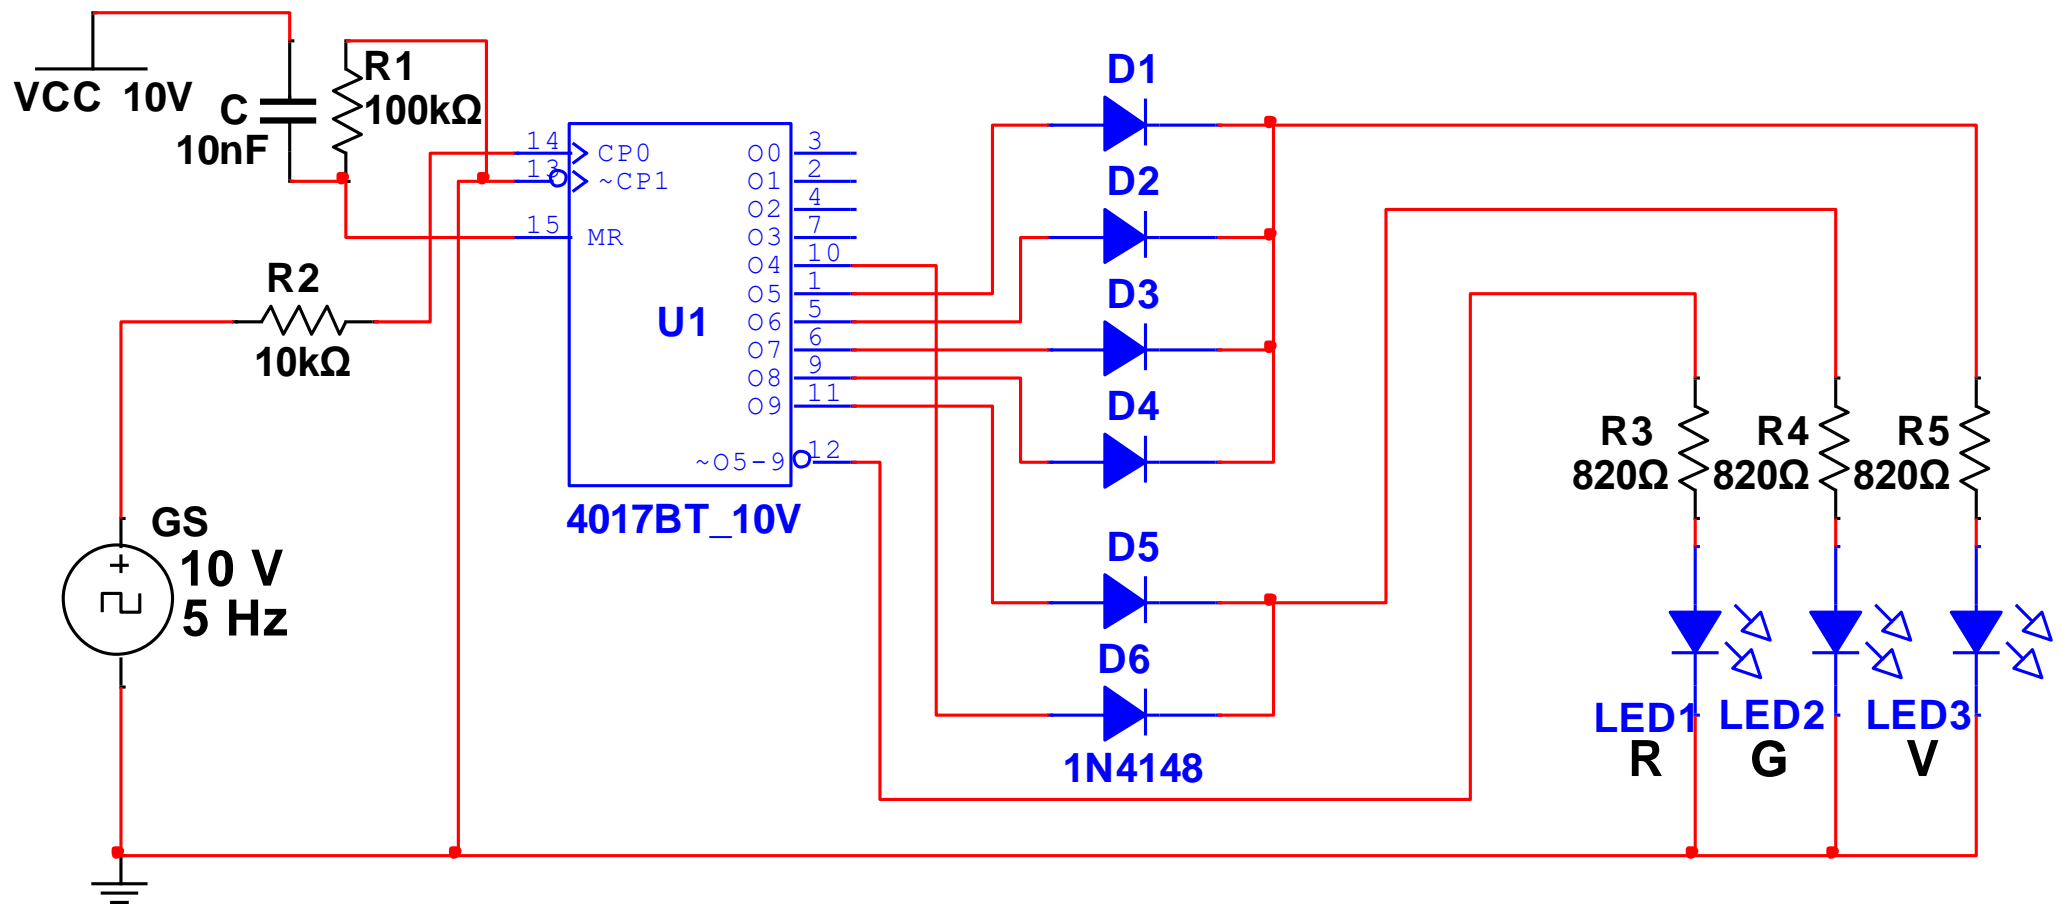 VCC 10V
C
10nF
R1
100kΩ
R2
10kΩ
GS
10 V
5 Hz
14
13
15
CP0
~CP1
MR
U1
O0
O1
O2
O3
O4
O5
O6
O7
O8
O9
~O5-9
3
2
4
7
10
1
5
6
9
11
12
4017BT_10V
D1
D2
D3
D4
D5
D6
1N4148
R3
820Ω
R4
820Ω
R5
820Ω
LED1
R
LED2
G
LED3
V